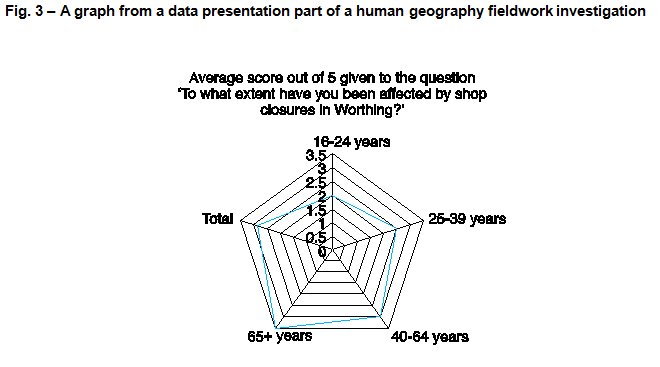 Fig. 3 – A graph from a data presentation part of a human geography fieldwork investigation
Average score out of 5 given to the question
'To what extent have you been affected by shop
closures in Worthing?'
16-24 years
3.5
3
2.5
2
1.5
1
0.5
0
Total
25-39 years
65+ years
40-64 years